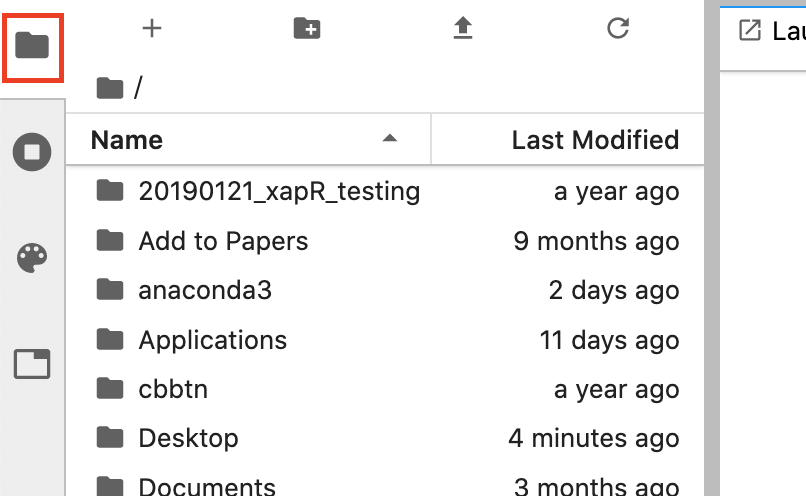 Lau
/
Name Last Modified
20190121_xapR_testing a year ago
Add to Papers 9 months ago
anaconda3 2 days ago
Applications 11 days ago
cbbtn a year ago
Desktop 4 minutes ago
Documents 3 months ago